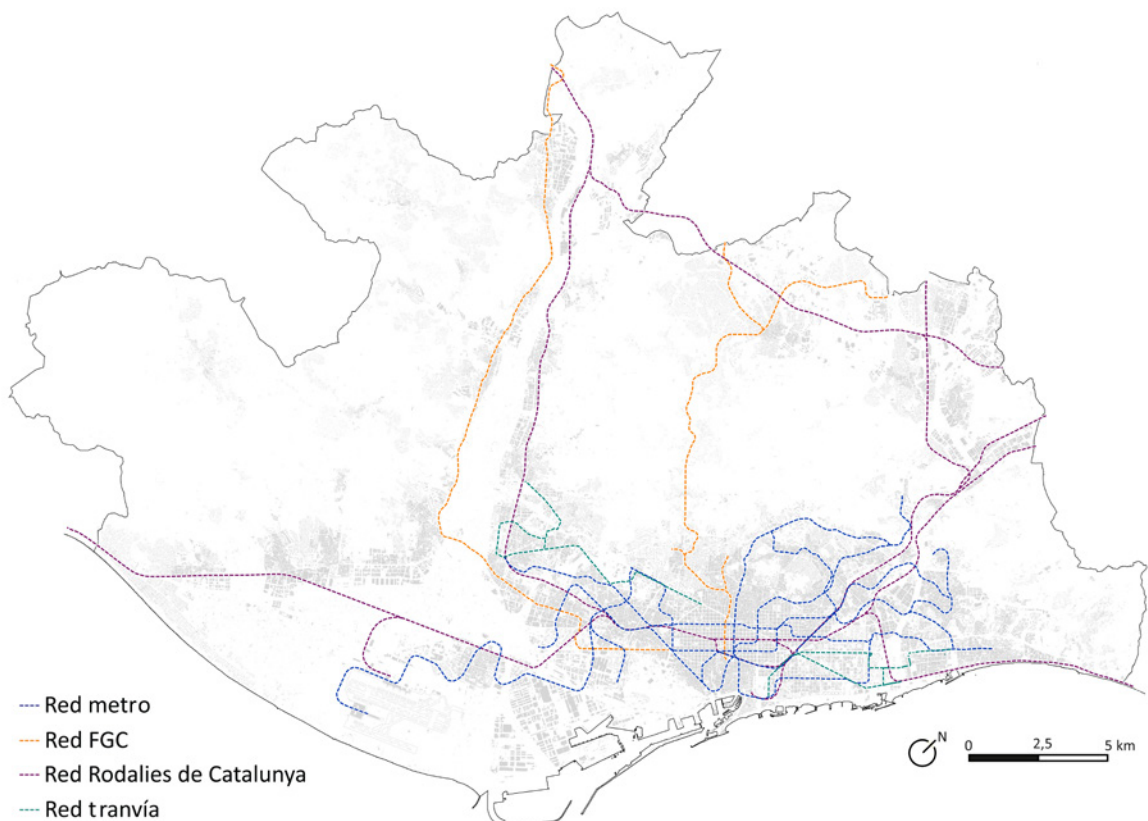 Red metro
Red FGC
Red Rodalies de Catalunya
Red tranvía
N
0 2,5 5 km